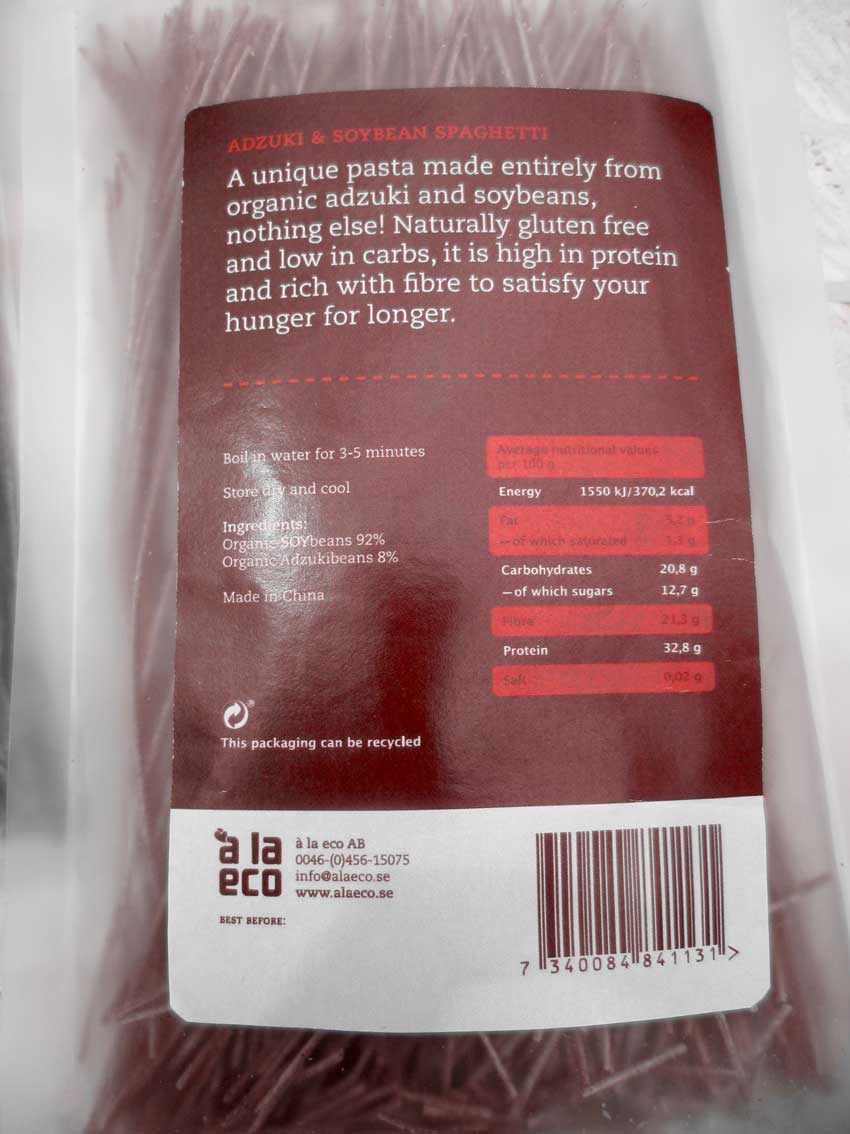 ADZUKI & SOYBEAN SPAGHETTI
A unique pasta made entirely from
organic adzuki and soybeans,
nothing else! Naturally gluten free
and low in carbs, it is high in protein
and rich with fibre to satisfy your
hunger for longer.
Boil in water for 3-5 minutes
Store dry and cool
Ingredients:
Organic SOYbeans 92%
Organic Adzukibeans 8%
Made in China
This packaging can be recycled
Average nutritional values
per 100 g
Energy 1550 kJ/370,2 kcal
Fat 5,2 g
—of which saturated 1,3 g
Carbohydrates 20,8 g
—of which sugars 12,7 g
Fibre 21,3 g
Protein 32,8 g
Salt 0,02 g
à la
eco
à la eco AB
0046-(0)456-15075
info@alaeco.se
www.alaeco.se
BEST BEFORE:
7 340084 841131 >